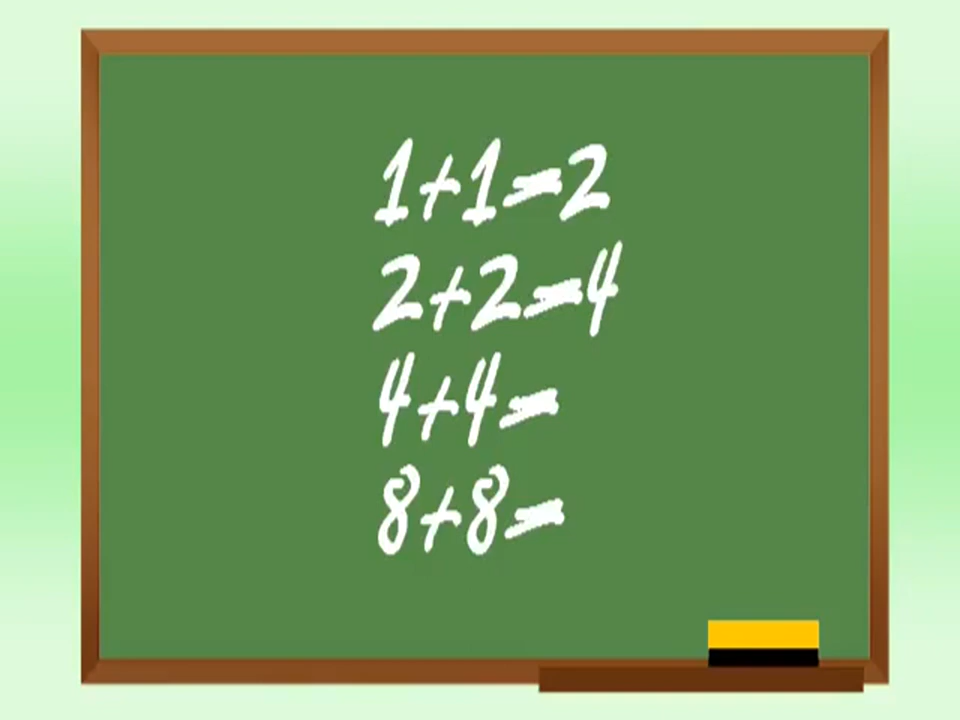 1+1=2
2+2=4
4+4=
8+8=